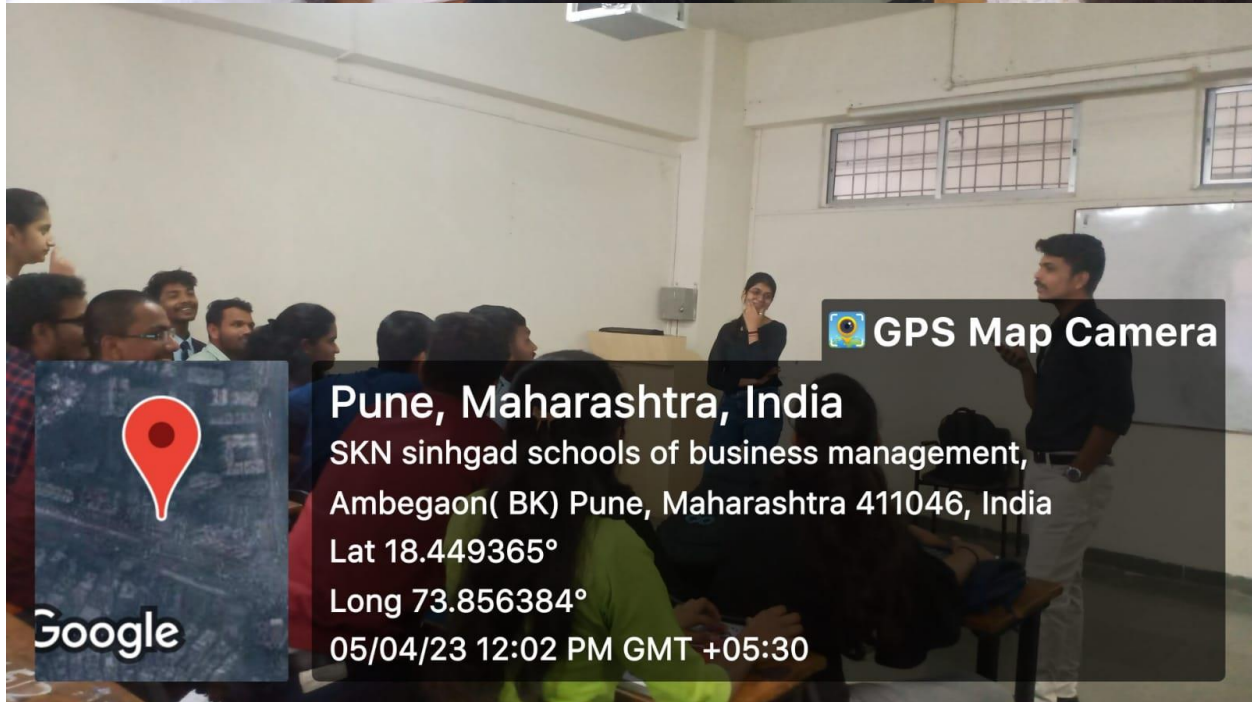 GPS Map Camera
Pune, Maharashtra, India
SKN sinhgad schools of business management,
Ambegaon( BK) Pune, Maharashtra 411046, India
Lat 18.449365°
Long 73.856384°
05/04/23 12:02 PM GMT +05:30
Google